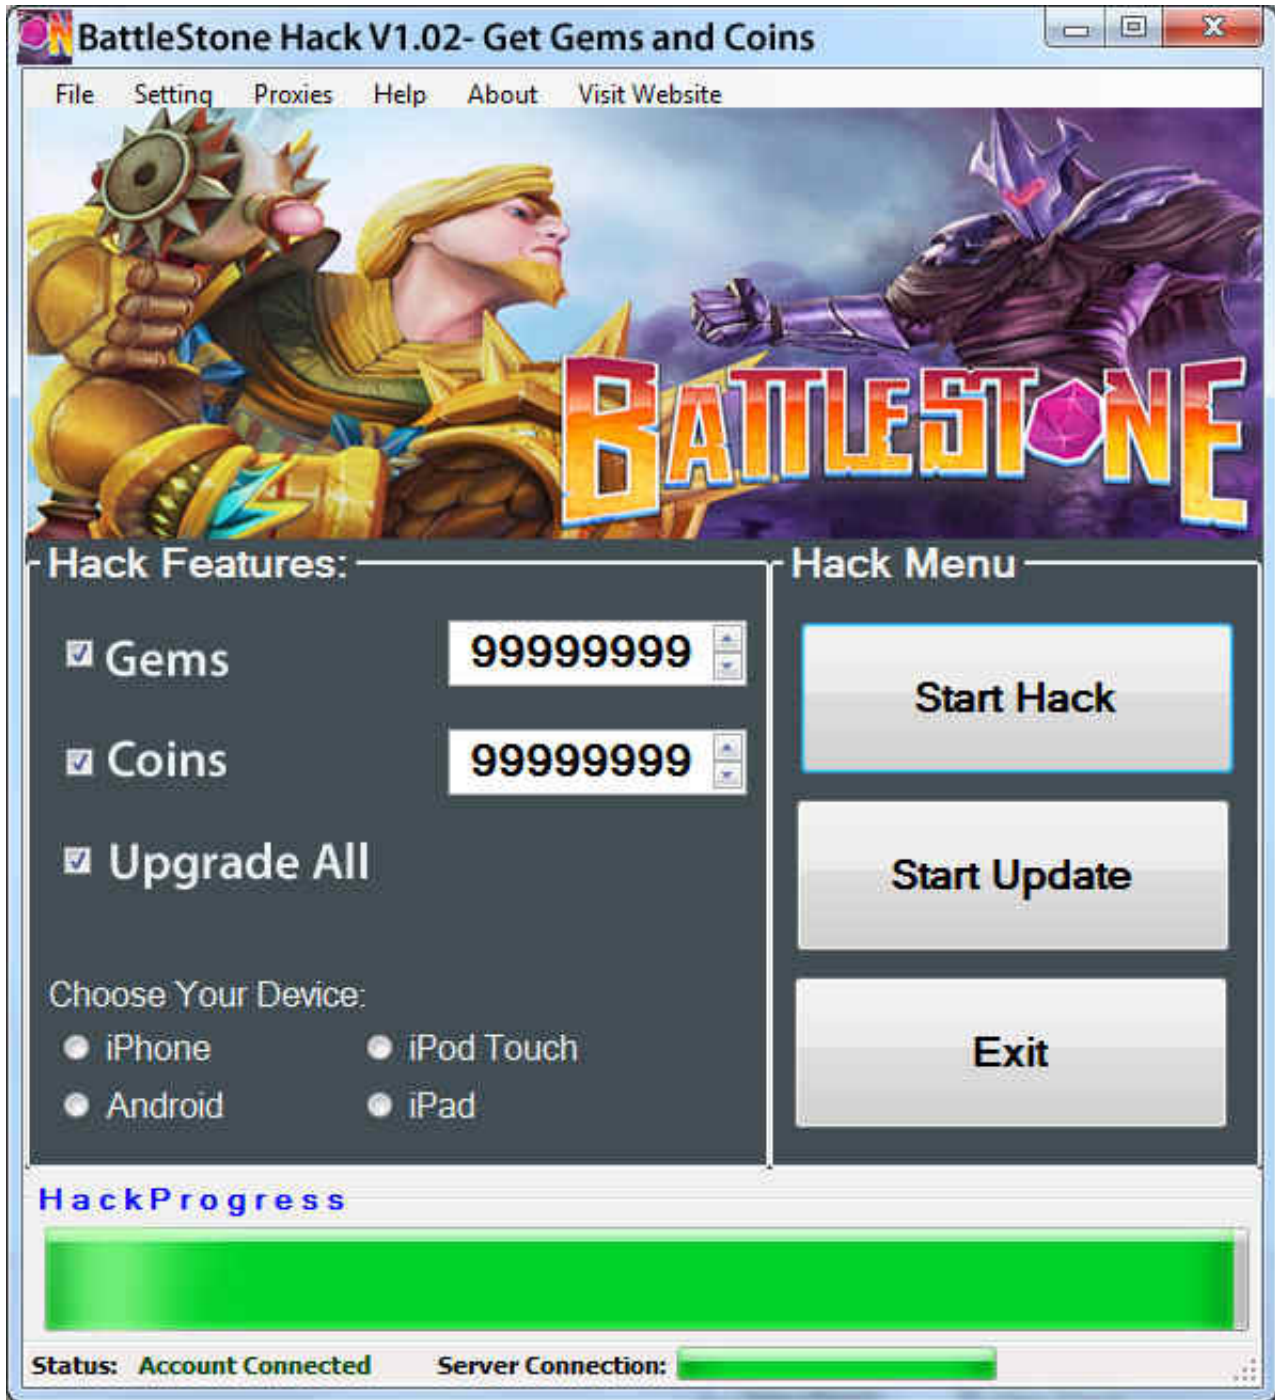 BattleStone Hack V1.02- Get Gems and Coins
File Setting Proxies Help About Visit Website
BATTLESTONE
Hack Features:
Gems 99999999
Coins 99999999
Upgrade All
Choose Your Device:
iPhone iPod Touch
Android iPad
Hack Menu
Start Hack
Start Update
Exit
HackProgress
Status: Account Connected Server Connection: